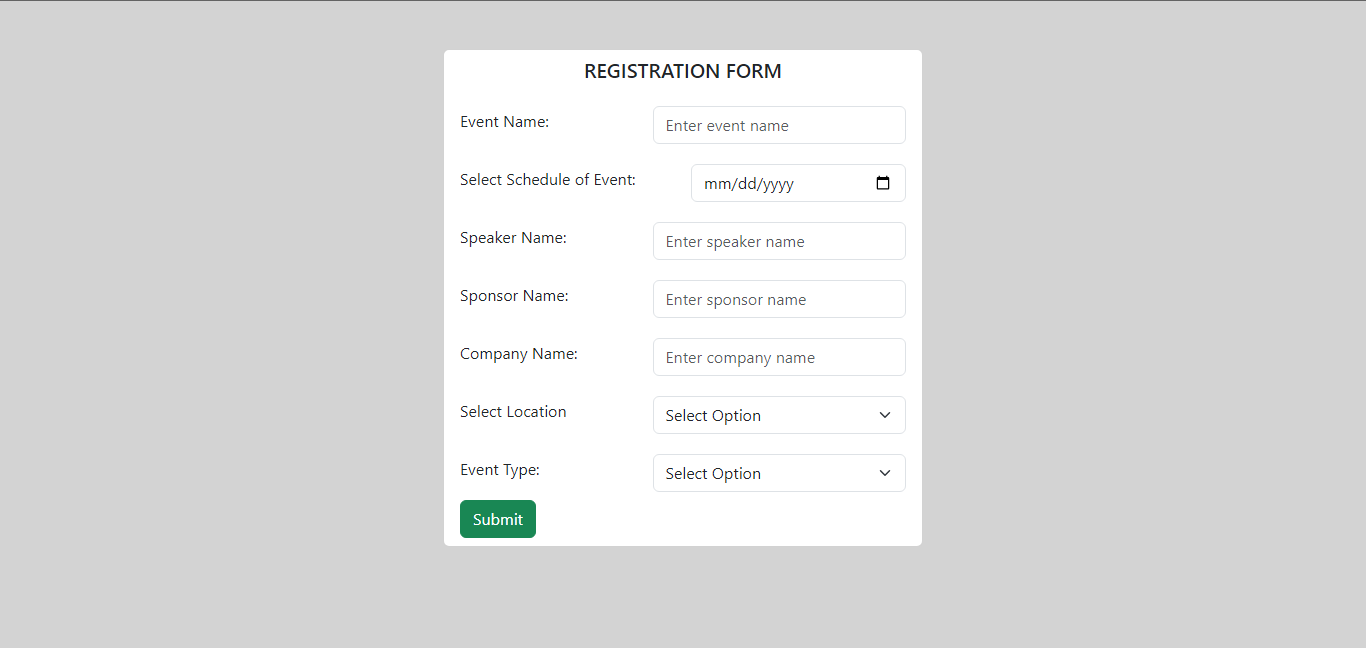 REGISTRATION FORM
Event Name: Enter event name
Select Schedule of Event: mm/dd/yyyy
Speaker Name: Enter speaker name
Sponsor Name: Enter sponsor name
Company Name: Enter company name
Select Location Select Option
Event Type: Select Option
Submit